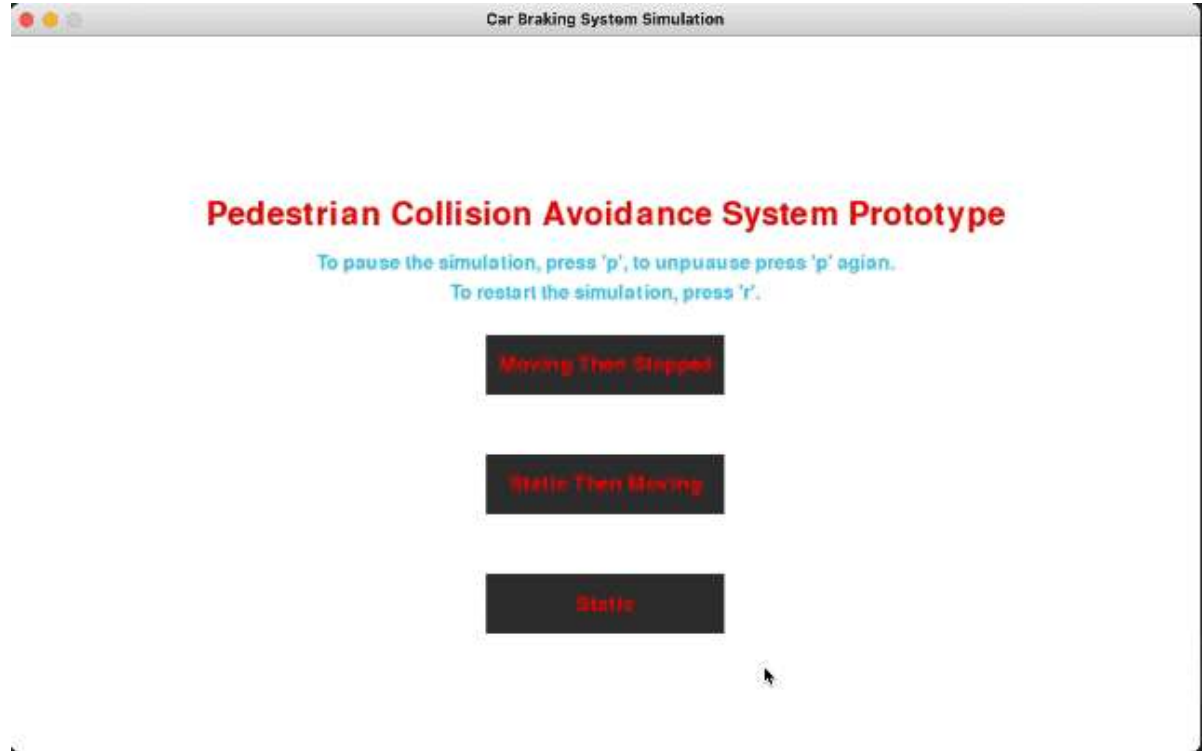 Car Braking System Simulation
Pedestrian Collision Avoidance System Prototype
To pause the simulation, press 'p', to unpuause press 'p' agian.
To restart the simulation, press 'r'.
Moving Then Stopped
Static Then Moving
Static